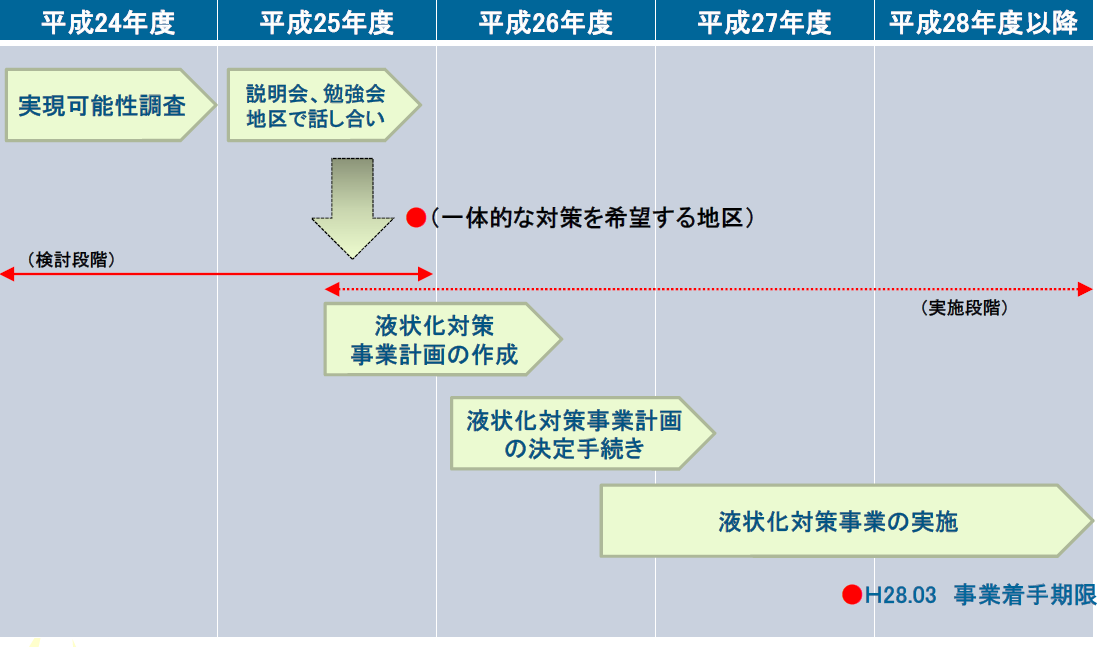 平成24年度
平成25年度
平成26年度
平成27年度
平成28年度以降
実現可能性調査
説明会、勉強会
地区で話し合い
●(一体的な対策を希望する地区)
(検討段階)
(実施段階)
液状化対策
事業計画の作成
液状化対策事業計画
の決定手続き
液状化対策事業の実施
●H28.03 事業着手期限